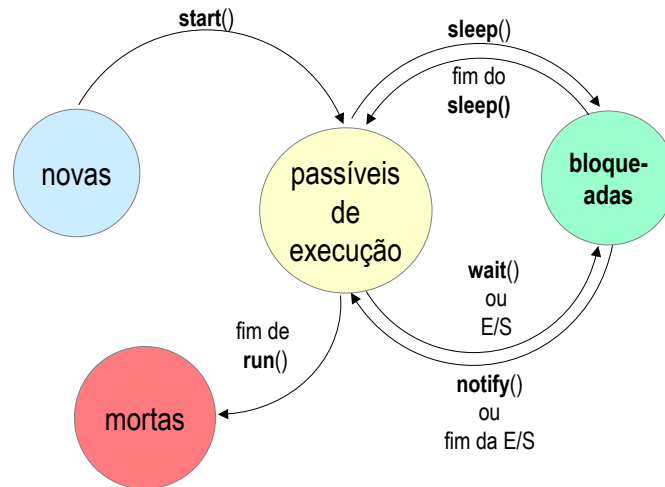 start()
sleep()
fim do
sleep()
novas
passíveis
de
execução
bloque-
adas
wait()
ou
E/S
fim de
run()
notify()
ou
fim da E/S
mortas